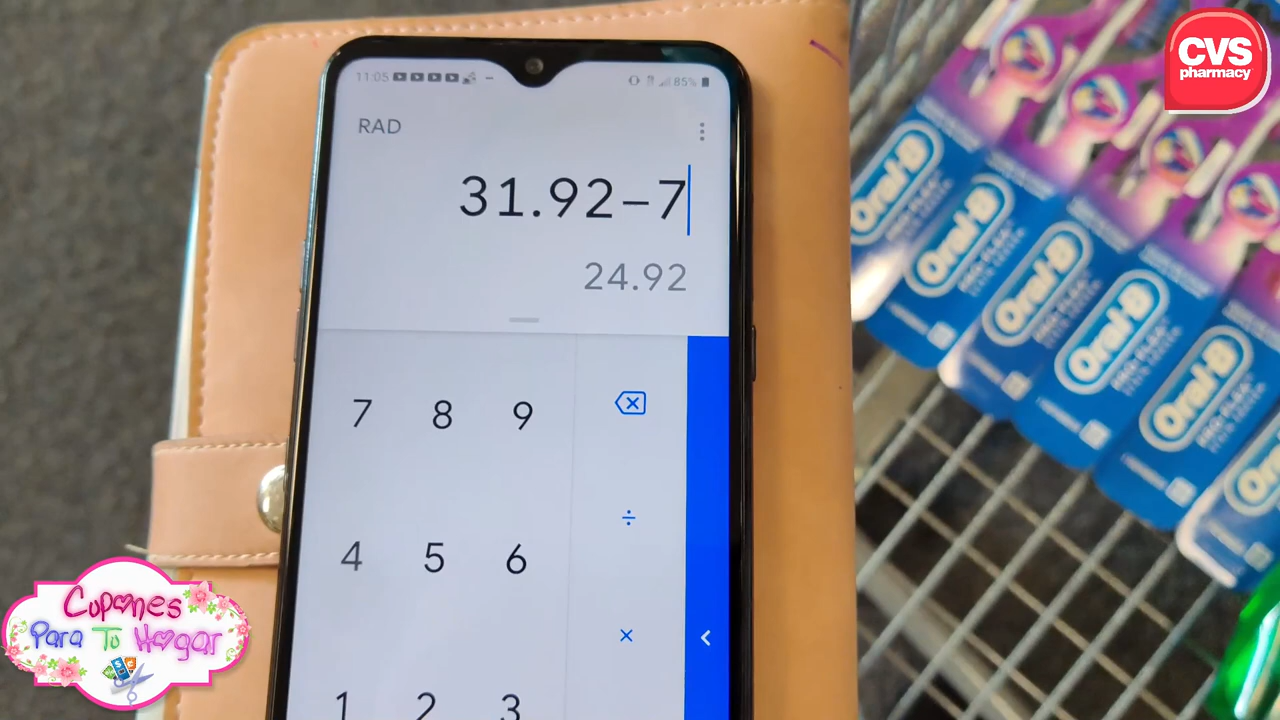 11:05
85%
RAD
31.92–7
24.92
7 8 9
÷
4 5 6
×
1 2 3
CVS
pharmacy
Oral-B
Oral-B
Oral-B
Oral-B
Oral-B
Oral-B
Cupones
Para Tu Hogar